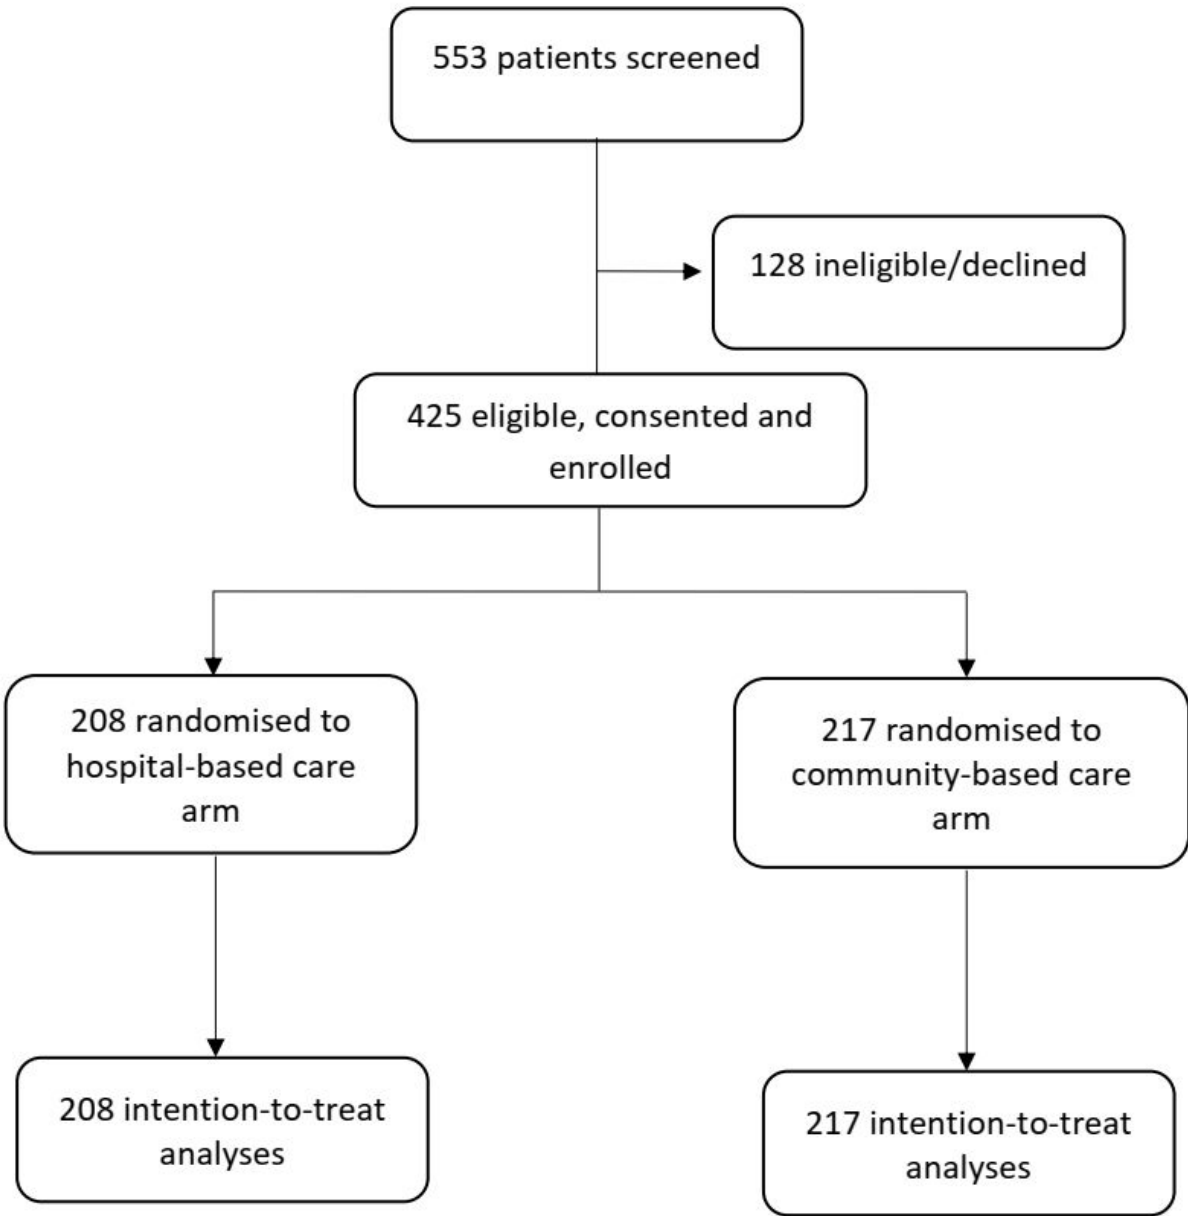 553 patients screened
128 ineligible/declined
425 eligible, consented and
enrolled
208 randomised to
hospital-based care
arm
217 randomised to
community-based care
arm
208 intention-to-treat
analyses
217 intention-to-treat
analyses